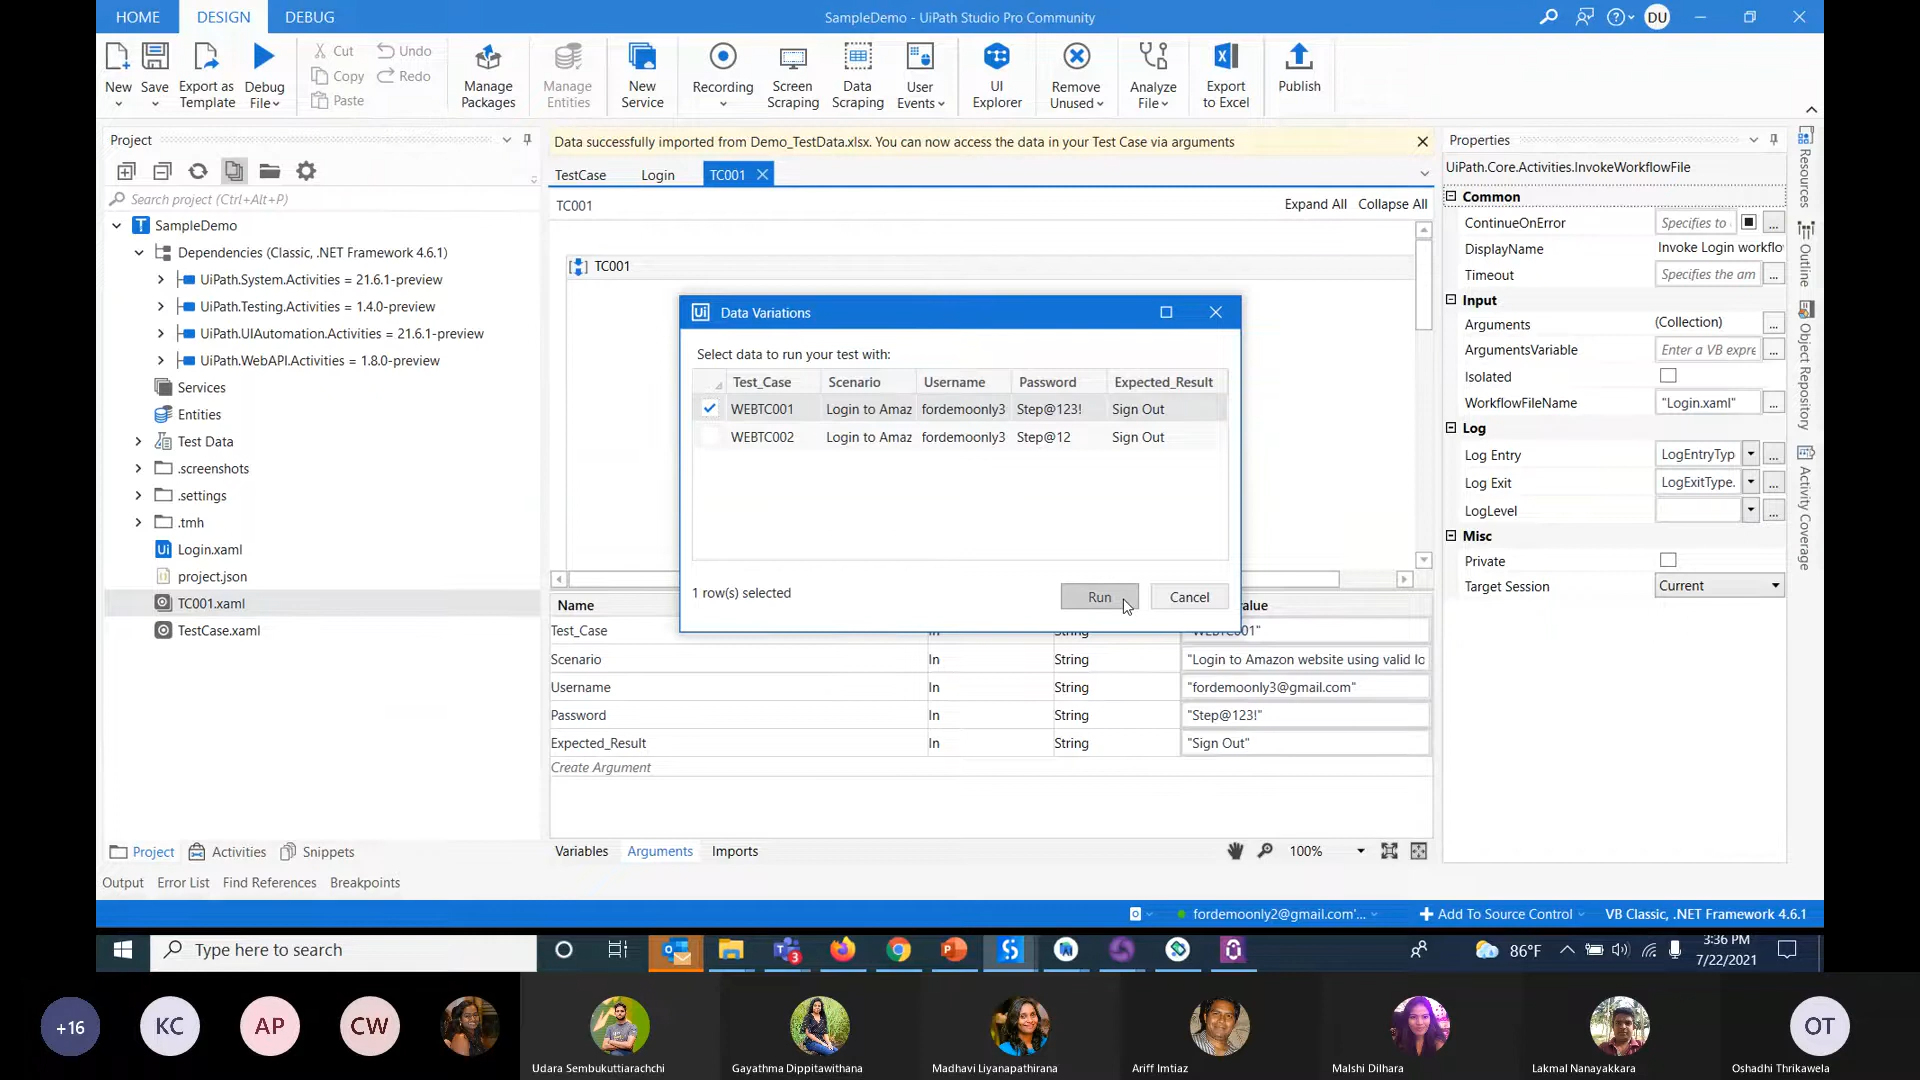 HOME DESIGN DEBUG SampleDemo - UiPath Studio Pro Community DU
New Save Export as Template Debug File Cut Copy Paste Undo Redo Manage Packages Manage Entities New Service Recording Screen Scraping Data Scraping User Events UI Explorer Remove Unused Analyze File Export to Excel Publish
Project
Search project (Ctrl+Alt+P)
SampleDemo
Dependencies (Classic, .NET Framework 4.6.1)
UiPath.System.Activities = 21.6.1-preview
UiPath.Testing.Activities = 1.4.0-preview
UiPath.UIAutomation.Activities = 21.6.1-preview
UiPath.WebAPI.Activities = 1.8.0-preview
Services
Entities
Test Data
.screenshots
.settings
.tmh
Login.xaml
project.json
TC001.xaml
TestCase.xaml
Project Activities Snippets
Data successfully imported from Demo_TestData.xlsx. You can now access the data in your Test Case via arguments
TestCase Login TC001
TC001 Expand All Collapse All
TC001
Data Variations
Select data to run your test with:
Test_Case Scenario Username Password Expected_Result
WEBTC001 Login to Amaz fordemoonly3 Step@123! Sign Out
WEBTC002 Login to Amaz fordemoonly3 Step@12 Sign Out
1 row(s) selected Run Cancel
Name alue
Test_Case In String "WEBTC001"
Scenario In String "Login to Amazon website using valid lo
Username In String "fordemoonly3@gmail.com"
Password In String "Step@123!"
Expected_Result In String "Sign Out"
Create Argument
Variables Arguments Imports 100%
Properties
UiPath.Core.Activities.InvokeWorkflowFile
Common
ContinueOnError Specifies to ...
DisplayName Invoke Login workflo
Timeout Specifies the am ...
Input
Arguments (Collection) ...
ArgumentsVariable Enter a VB expre ...
Isolated
WorkflowFileName "Login.xaml" ...
Log
Log Entry LogEntryTyp ...
Log Exit LogExitType. ...
LogLevel ...
Misc
Private
Target Session Current
Resources
Outline
Object Repository
Activity Coverage
Output Error List Find References Breakpoints
fordemoonly2@gmail.com'... Add To Source Control VB Classic, .NET Framework 4.6.1
Type here to search 86°F 3:36 PM
7/22/2021
+16 KC AP CW OT
Udara Sembukuttiarachchi Gayathma Dippitawithana Madhavi Liyanapathirana Ariff Imtiaz Malshi Dilhara Lakmal Nanayakkara Oshadhi Thrikawela